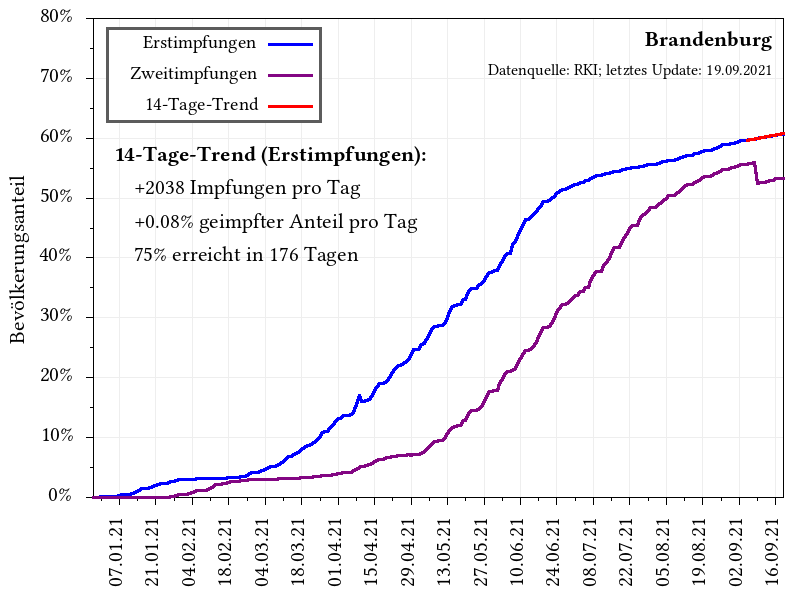 80%
70%
60%
50%
40%
30%
20%
10%
0%
Bevölkerungsanteil
Erstimpfungen
Zweitimpfungen
14-Tage-Trend
Brandenburg
Datenquelle: RKI; letztes Update: 19.09.2021
14-Tage-Trend (Erstimpfungen):
+2038 Impfungen pro Tag
+0.08% geimpfter Anteil pro Tag
75% erreicht in 176 Tagen
07.01.21
21.01.21
04.02.21
18.02.21
04.03.21
18.03.21
01.04.21
15.04.21
29.04.21
13.05.21
27.05.21
10.06.21
24.06.21
08.07.21
22.07.21
05.08.21
19.08.21
02.09.21
16.09.21